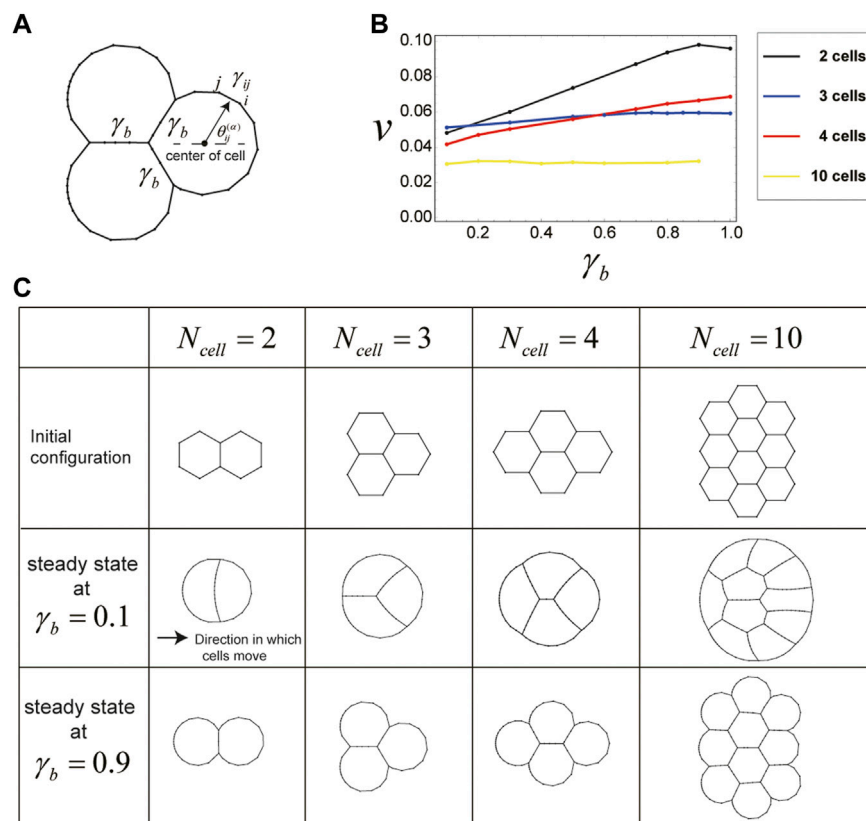 A
j γij
i
γb
γb
θij(α)
center of cell
γb
B
0.10
0.08
0.06
0.04
0.02
0.00
v
0.2 0.4 0.6 0.8 1.0
γb
2 cells
3 cells
4 cells
10 cells
C
Ncell = 2
Ncell = 3
Ncell = 4
Ncell = 10
Initial
configuration
steady state
at
γb = 0.1
Direction in which
cells move
steady state
at
γb = 0.9